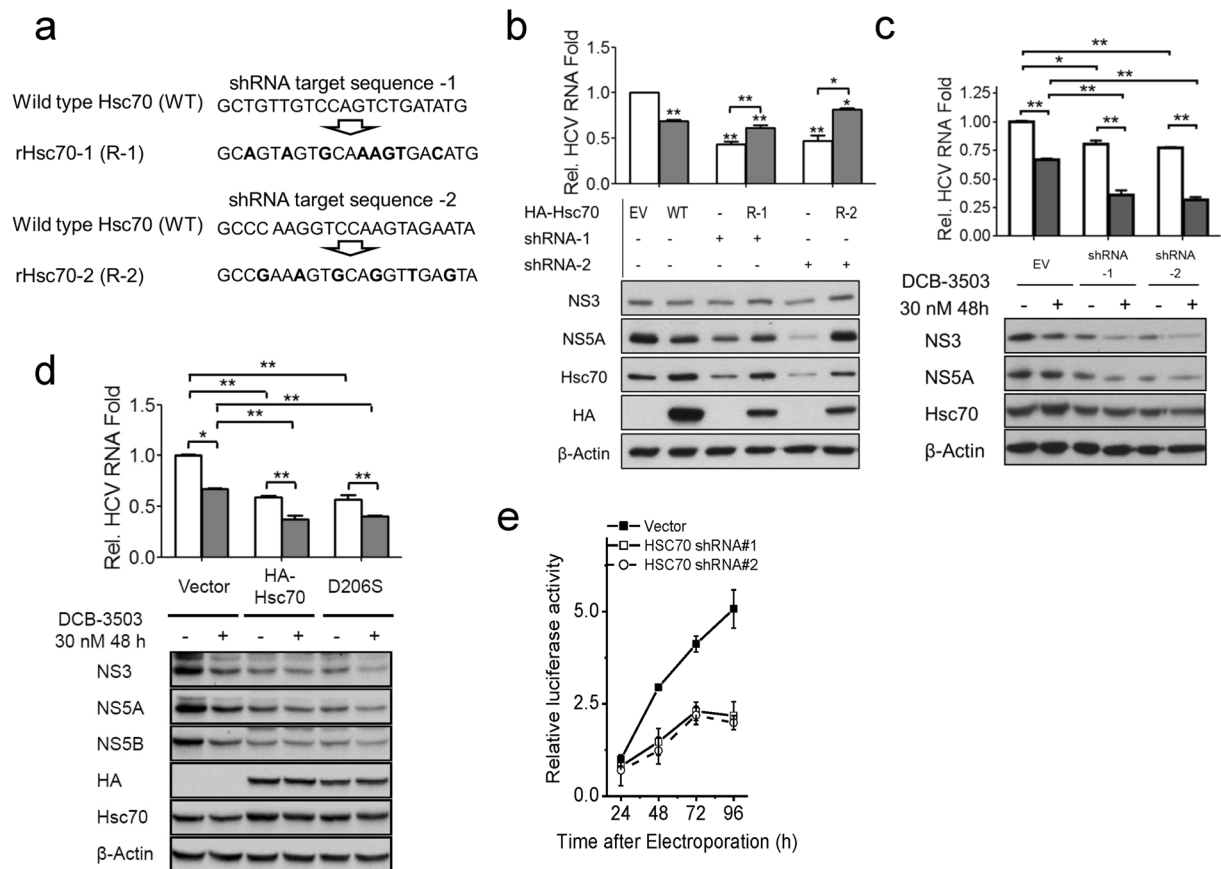 a
shRNA target sequence -1
Wild type Hsc70 (WT) GCTGTTGTCCAGTCTGATATG
rHsc70-1 (R-1) GCAGTAGTGCAAAGTGACATG
shRNA target sequence -2
Wild type Hsc70 (WT) GCCC AAGGTCCAAGTAGAATA
rHsc70-2 (R-2) GCCGAAAGTGCAGGTTGAGTA
b
Rel. HCV RNA Fold
1.5
1.0
0.5
0.0
**
**
**
**
**
*
*
HA-Hsc70 EV WT - R-1 - R-2
shRNA-1 - - + + - -
shRNA-2 - - - - + +
NS3
NS5A
Hsc70
HA
β-Actin
c
Rel. HCV RNA Fold
1.25
1.00
0.75
0.50
0.25
0.00
**
*
**
**
**
**
**
EV shRNA -1 shRNA -2
DCB-3503
30 nM 48h - + - + - +
NS3
NS5A
Hsc70
β-Actin
d
Rel. HCV RNA Fold
1.5
1.0
0.5
0.0
**
**
**
**
*
**
**
Vector HA-Hsc70 D206S
DCB-3503
30 nM 48 h - + - + - +
NS3
NS5A
NS5B
HA
Hsc70
β-Actin
e
Vector
HSC70 shRNA#1
HSC70 shRNA#2
Relative luciferase activity
5.0
2.5
0.0
24 48 72 96
Time after Electroporation (h)